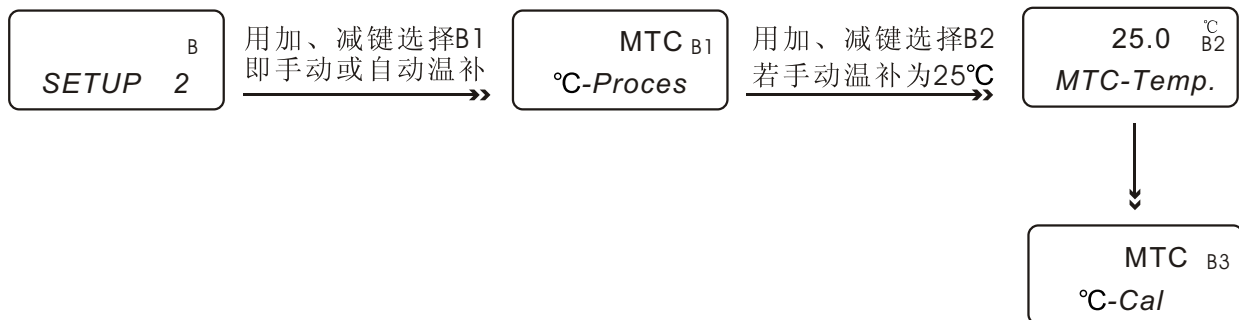 B
SETUP 2
用加、减键选择B1
即手动或自动温补
MTC B1
℃-Proces
用加、减键选择B2
若手动温补为25℃
25.0 ℃
B2
MTC-Temp.
MTC B3
℃-Cal